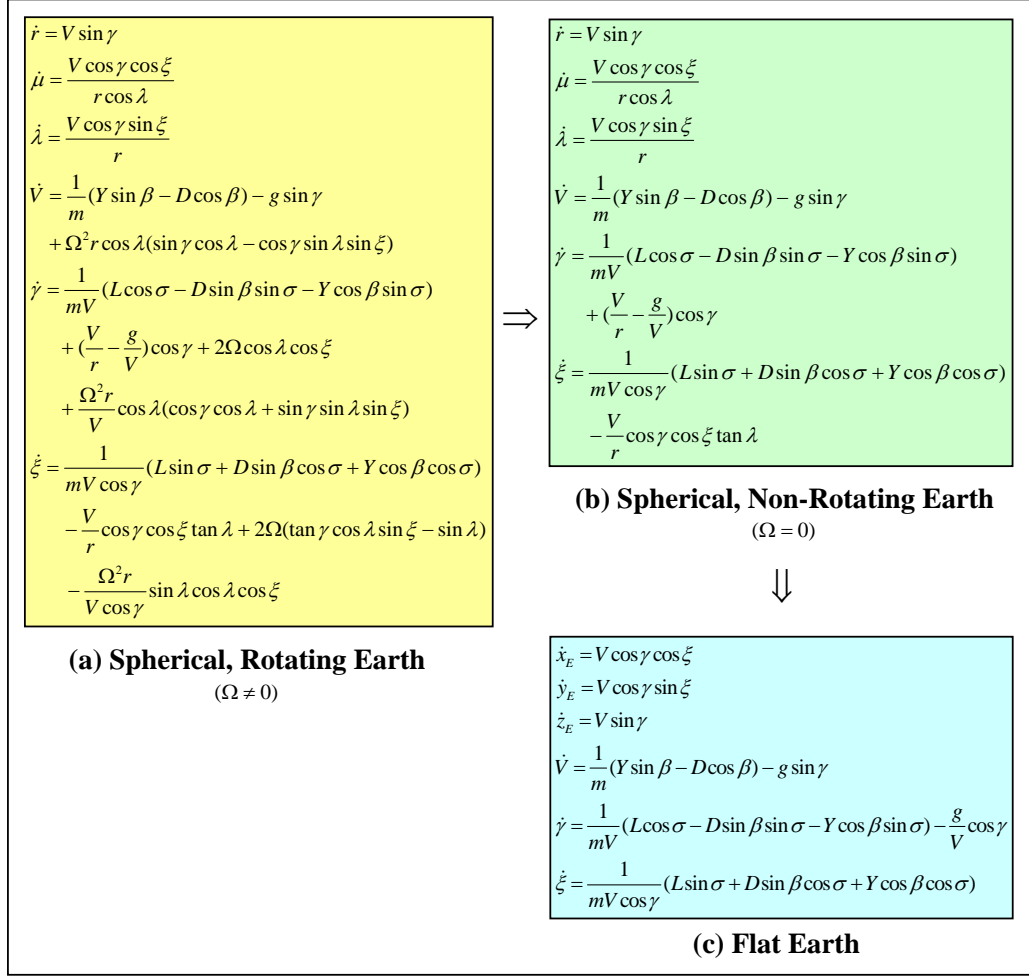 ṙ = V sin γ
μ̇ = (V cos γ cos ξ)/(r cos λ)
λ̇ = (V cos γ sin ξ)/r
V̇ = (1/m)(Y sin β − D cos β) − g sin γ
+ Ω² r cos λ(sin γ cos λ − cos γ sin λ sin ξ)
γ̇ = (1/(mV))(L cos σ − D sin β sin σ − Y cos β sin σ)
+ (V/r − g/V) cos γ + 2Ω cos λ cos ξ
+ (Ω² r/V) cos λ(cos γ cos λ + sin γ sin λ sin ξ)
ξ̇ = (1/(mV cos γ))(L sin σ + D sin β cos σ + Y cos β cos σ)
− (V/r) cos γ cos ξ tan λ + 2Ω(tan γ cos λ sin ξ − sin λ)
− (Ω² r/(V cos γ)) sin λ cos λ cos ξ
(a) Spherical, Rotating Earth
(Ω ≠ 0)
⇒
ṙ = V sin γ
μ̇ = (V cos γ cos ξ)/(r cos λ)
λ̇ = (V cos γ sin ξ)/r
V̇ = (1/m)(Y sin β − D cos β) − g sin γ
γ̇ = (1/(mV))(L cos σ − D sin β sin σ − Y cos β sin σ)
+ (V/r − g/V) cos γ
ξ̇ = (1/(mV cos γ))(L sin σ + D sin β cos σ + Y cos β cos σ)
− (V/r) cos γ cos ξ tan λ
(b) Spherical, Non-Rotating Earth
(Ω = 0)
⇓
ẋ_E = V cos γ cos ξ
ẏ_E = V cos γ sin ξ
ż_E = V sin γ
V̇ = (1/m)(Y sin β − D cos β) − g sin γ
γ̇ = (1/(mV))(L cos σ − D sin β sin σ − Y cos β sin σ) − (g/V) cos γ
ξ̇ = (1/(mV cos γ))(L sin σ + D sin β cos σ + Y cos β cos σ)
(c) Flat Earth